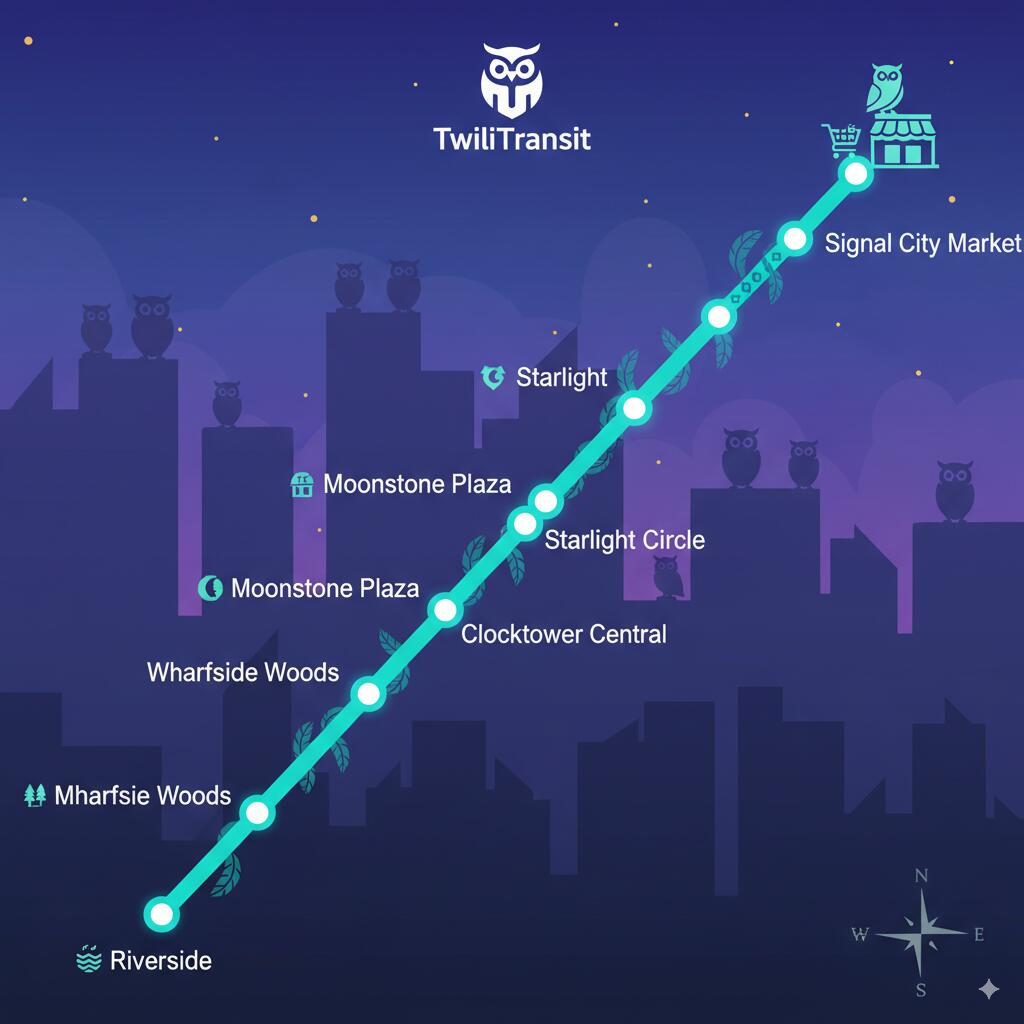 TwiliTransit
Signal City Market
Starlight
Moonstone Plaza
Starlight Circle
Moonstone Plaza
Clocktower Central
Wharfside Woods
Mharfsie Woods
Riverside
N
W
E
S